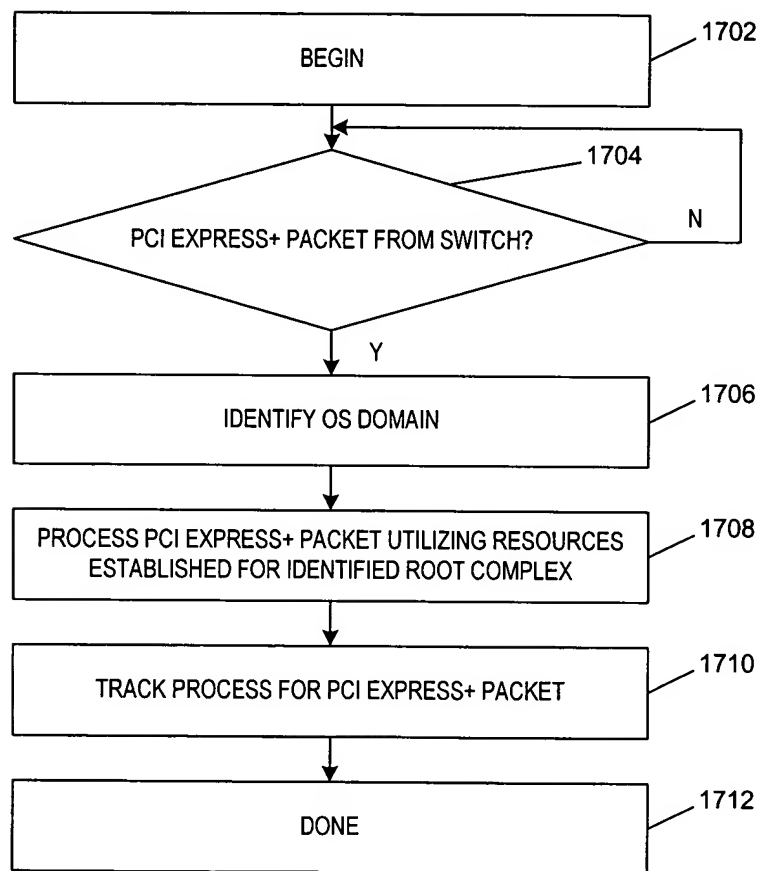 BEGIN
1702
1704
PCI EXPRESS+ PACKET FROM SWITCH?
N
Y
IDENTIFY OS DOMAIN
1706
PROCESS PCI EXPRESS+ PACKET UTILIZING RESOURCES
ESTABLISHED FOR IDENTIFIED ROOT COMPLEX
1708
TRACK PROCESS FOR PCI EXPRESS+ PACKET
1710
DONE
1712